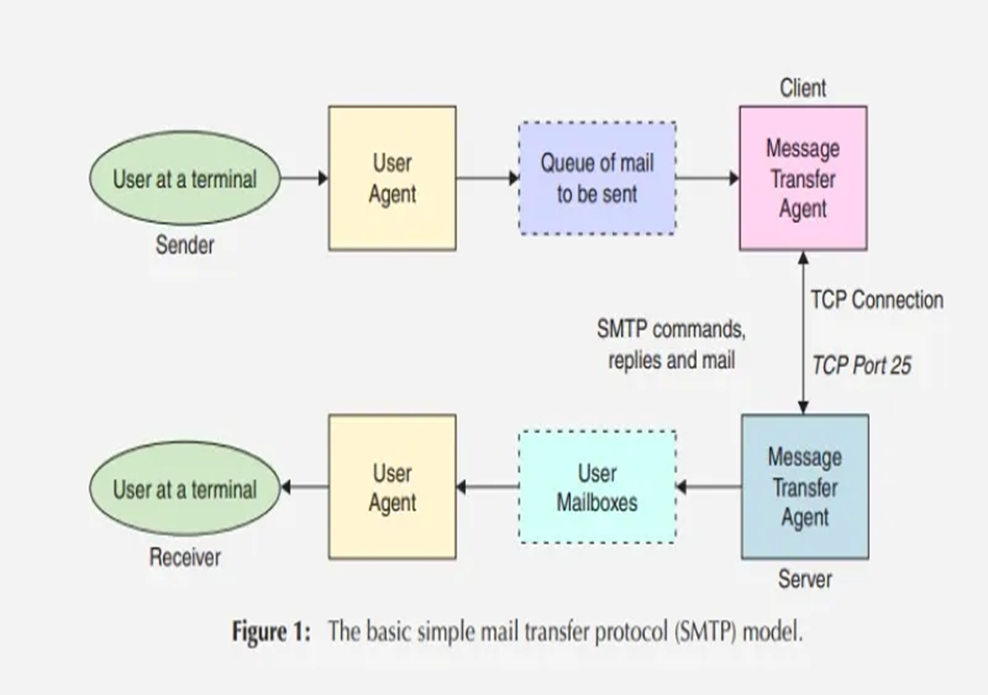 Client
User at a terminal
Sender
User
Agent
Queue of mail
to be sent
Message
Transfer
Agent
TCP Connection
SMTP commands,
replies and mail
TCP Port 25
User at a terminal
Receiver
User
Agent
User
Mailboxes
Message
Transfer
Agent
Server
Figure 1: The basic simple mail transfer protocol (SMTP) model.